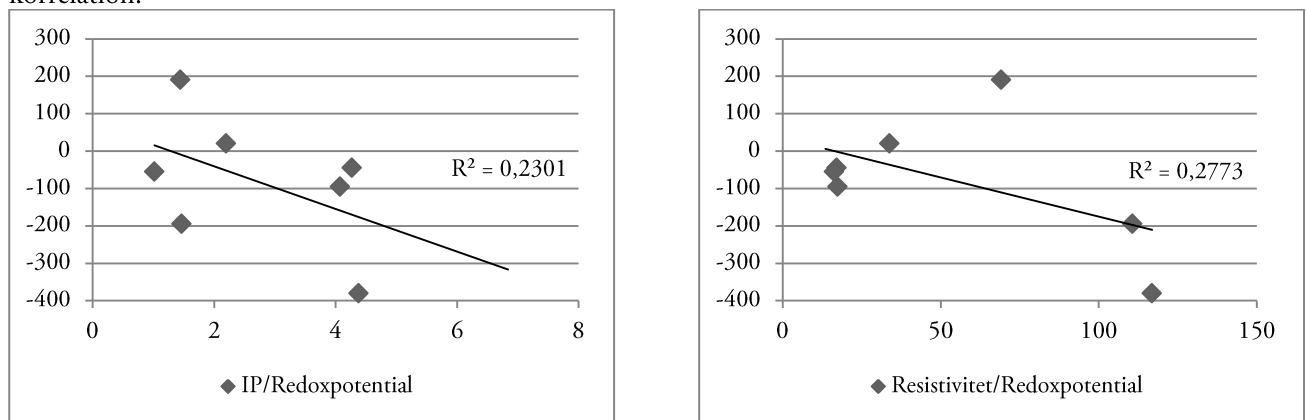 korrelation.
300
200
100
0
-100
-200
-300
-400
0 2 4 6 8
R² = 0,2301
IP/Redoxpotential
300
200
100
0
-100
-200
-300
-400
0 50 100 150
R² = 0,2773
Resistivitet/Redoxpotential